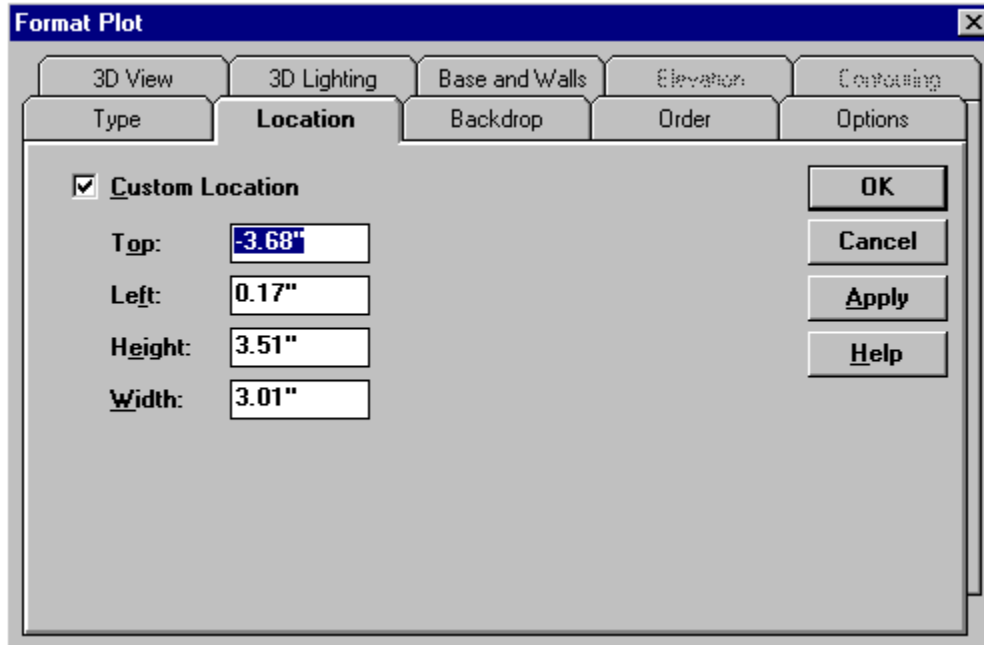 Format Plot
3D View 3D Lighting Base and Walls Elevation Contouring
Type Location Backdrop Order Options
Custom Location OK
Top: -3.68" Cancel
Left: 0.17" Apply
Height: 3.51" Help
Width: 3.01"